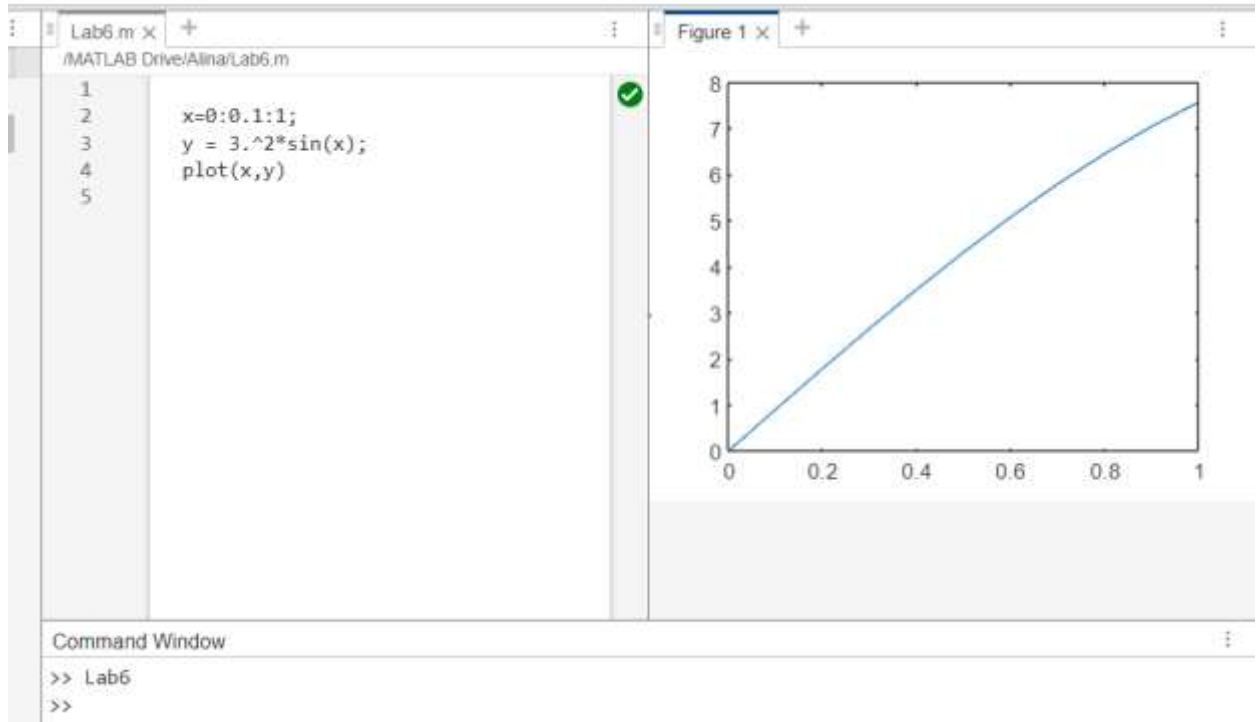 Lab6.m × +
/MATLAB Drive/Alina/Lab6.m
1
2 x=0:0.1:1;
3 y = 3.^2*sin(x);
4 plot(x,y)
5
Figure 1 × +
8
7
6
5
4
3
2
1
0
0 0.2 0.4 0.6 0.8 1
Command Window
>> Lab6
>>